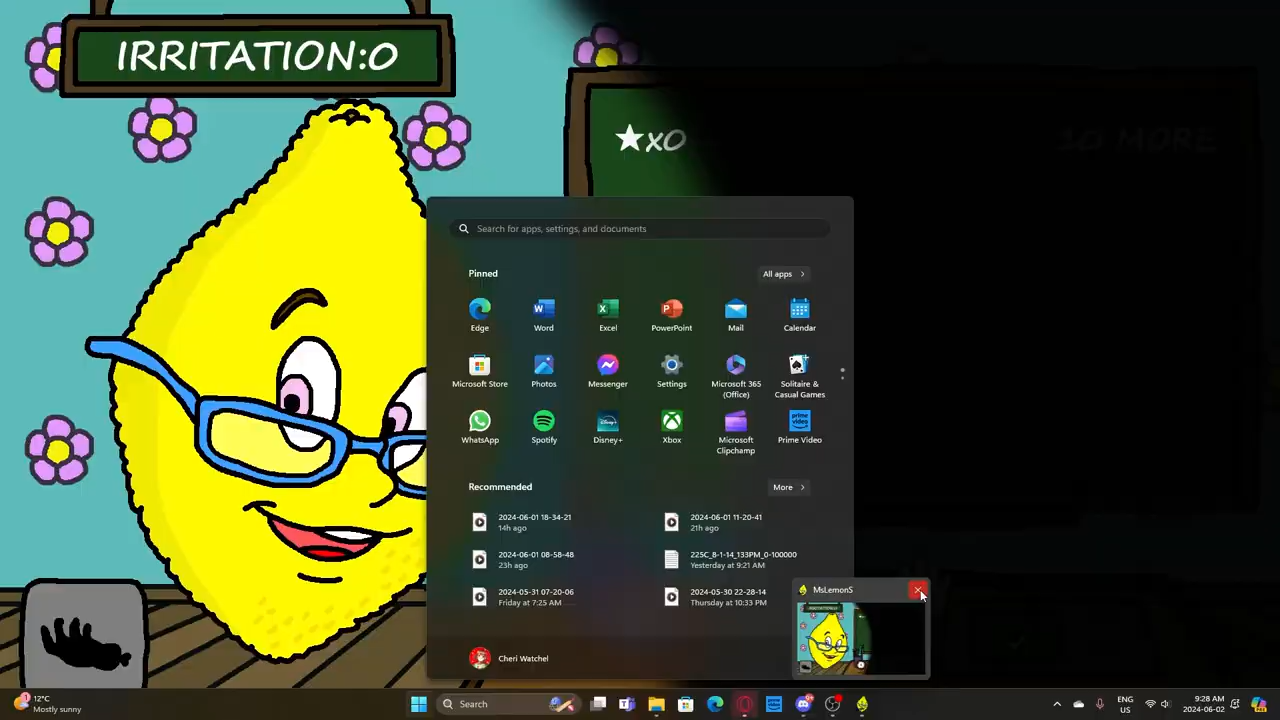 IRRITATION:0
★x0
10 MORE
Search for apps, settings, and documents
Pinned
All apps
Edge
Word
Excel
PowerPoint
Mail
Calendar
Microsoft Store
Photos
Messenger
Settings
Microsoft 365
(Office)
Solitaire &
Casual Games
WhatsApp
Spotify
Disney+
Xbox
Microsoft
Clipchamp
Prime Video
Recommended
More
2024-06-01 18-34-21
14h ago
2024-06-01 11-20-41
21h ago
2024-06-01 08-58-48
23h ago
225C_8-1-14_133PM_0-100000
Yesterday at 9:21 AM
2024-05-31 07-20-06
Friday at 7:25 AM
2024-05-30 22-28-14
Thursday at 10:33 PM
MsLemonS
Cheri Watchel
12°C
Mostly sunny
Search
ENG
US
9:28 AM
2024-06-02